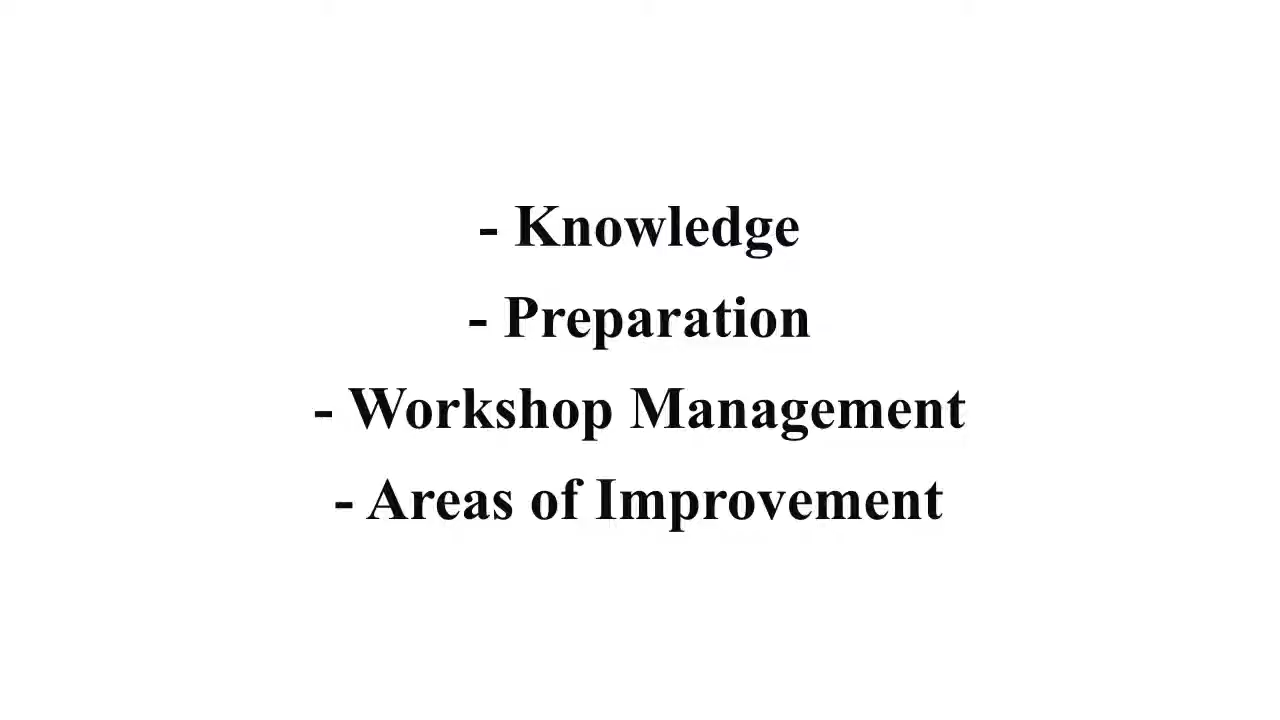 - Knowledge
- Preparation
- Workshop Management
- Areas of Improvement